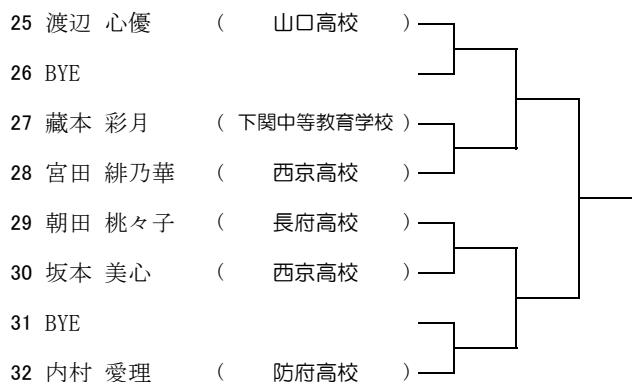 25 渡辺 心優 ( 山口高校 )
26 BYE
27 藏本 彩月 ( 下関中等教育学校 )
28 宮田 緋乃華 ( 西京高校 )
29 朝田 桃々子 ( 長府高校 )
30 坂本 美心 ( 西京高校 )
31 BYE
32 内村 愛理 ( 防府高校 )